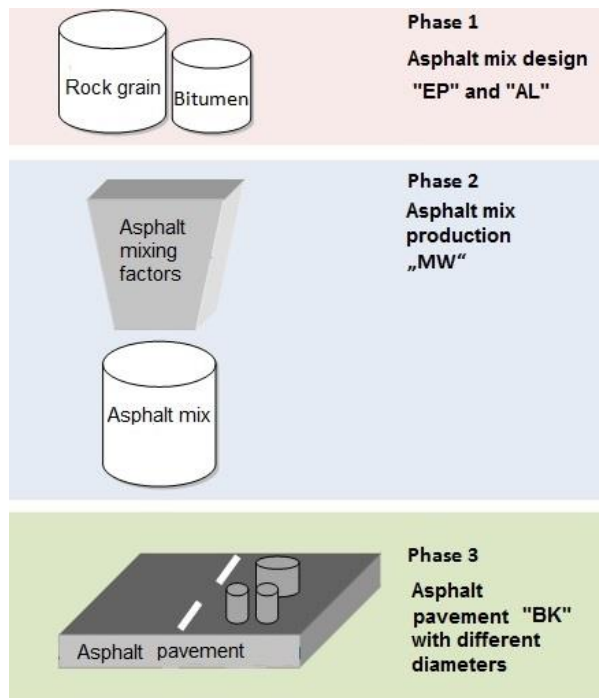 Phase 1
Asphalt mix design
"EP" and "AL"
Rock grain
Bitumen
Phase 2
Asphalt mix
production
„MW“
Asphalt
mixing
factors
Asphalt mix
Phase 3
Asphalt
pavement "BK"
with different
diameters
Asphalt pavement